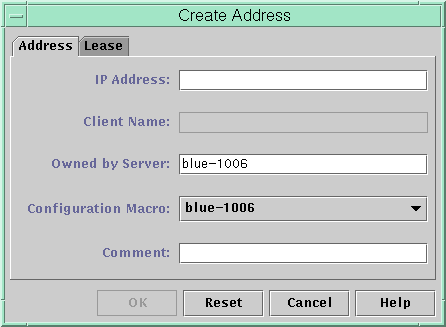 Create Address
Address Lease
IP Address:
Client Name:
Owned by Server: blue-1006
Configuration Macro: blue-1006
Comment:
OK Reset Cancel Help